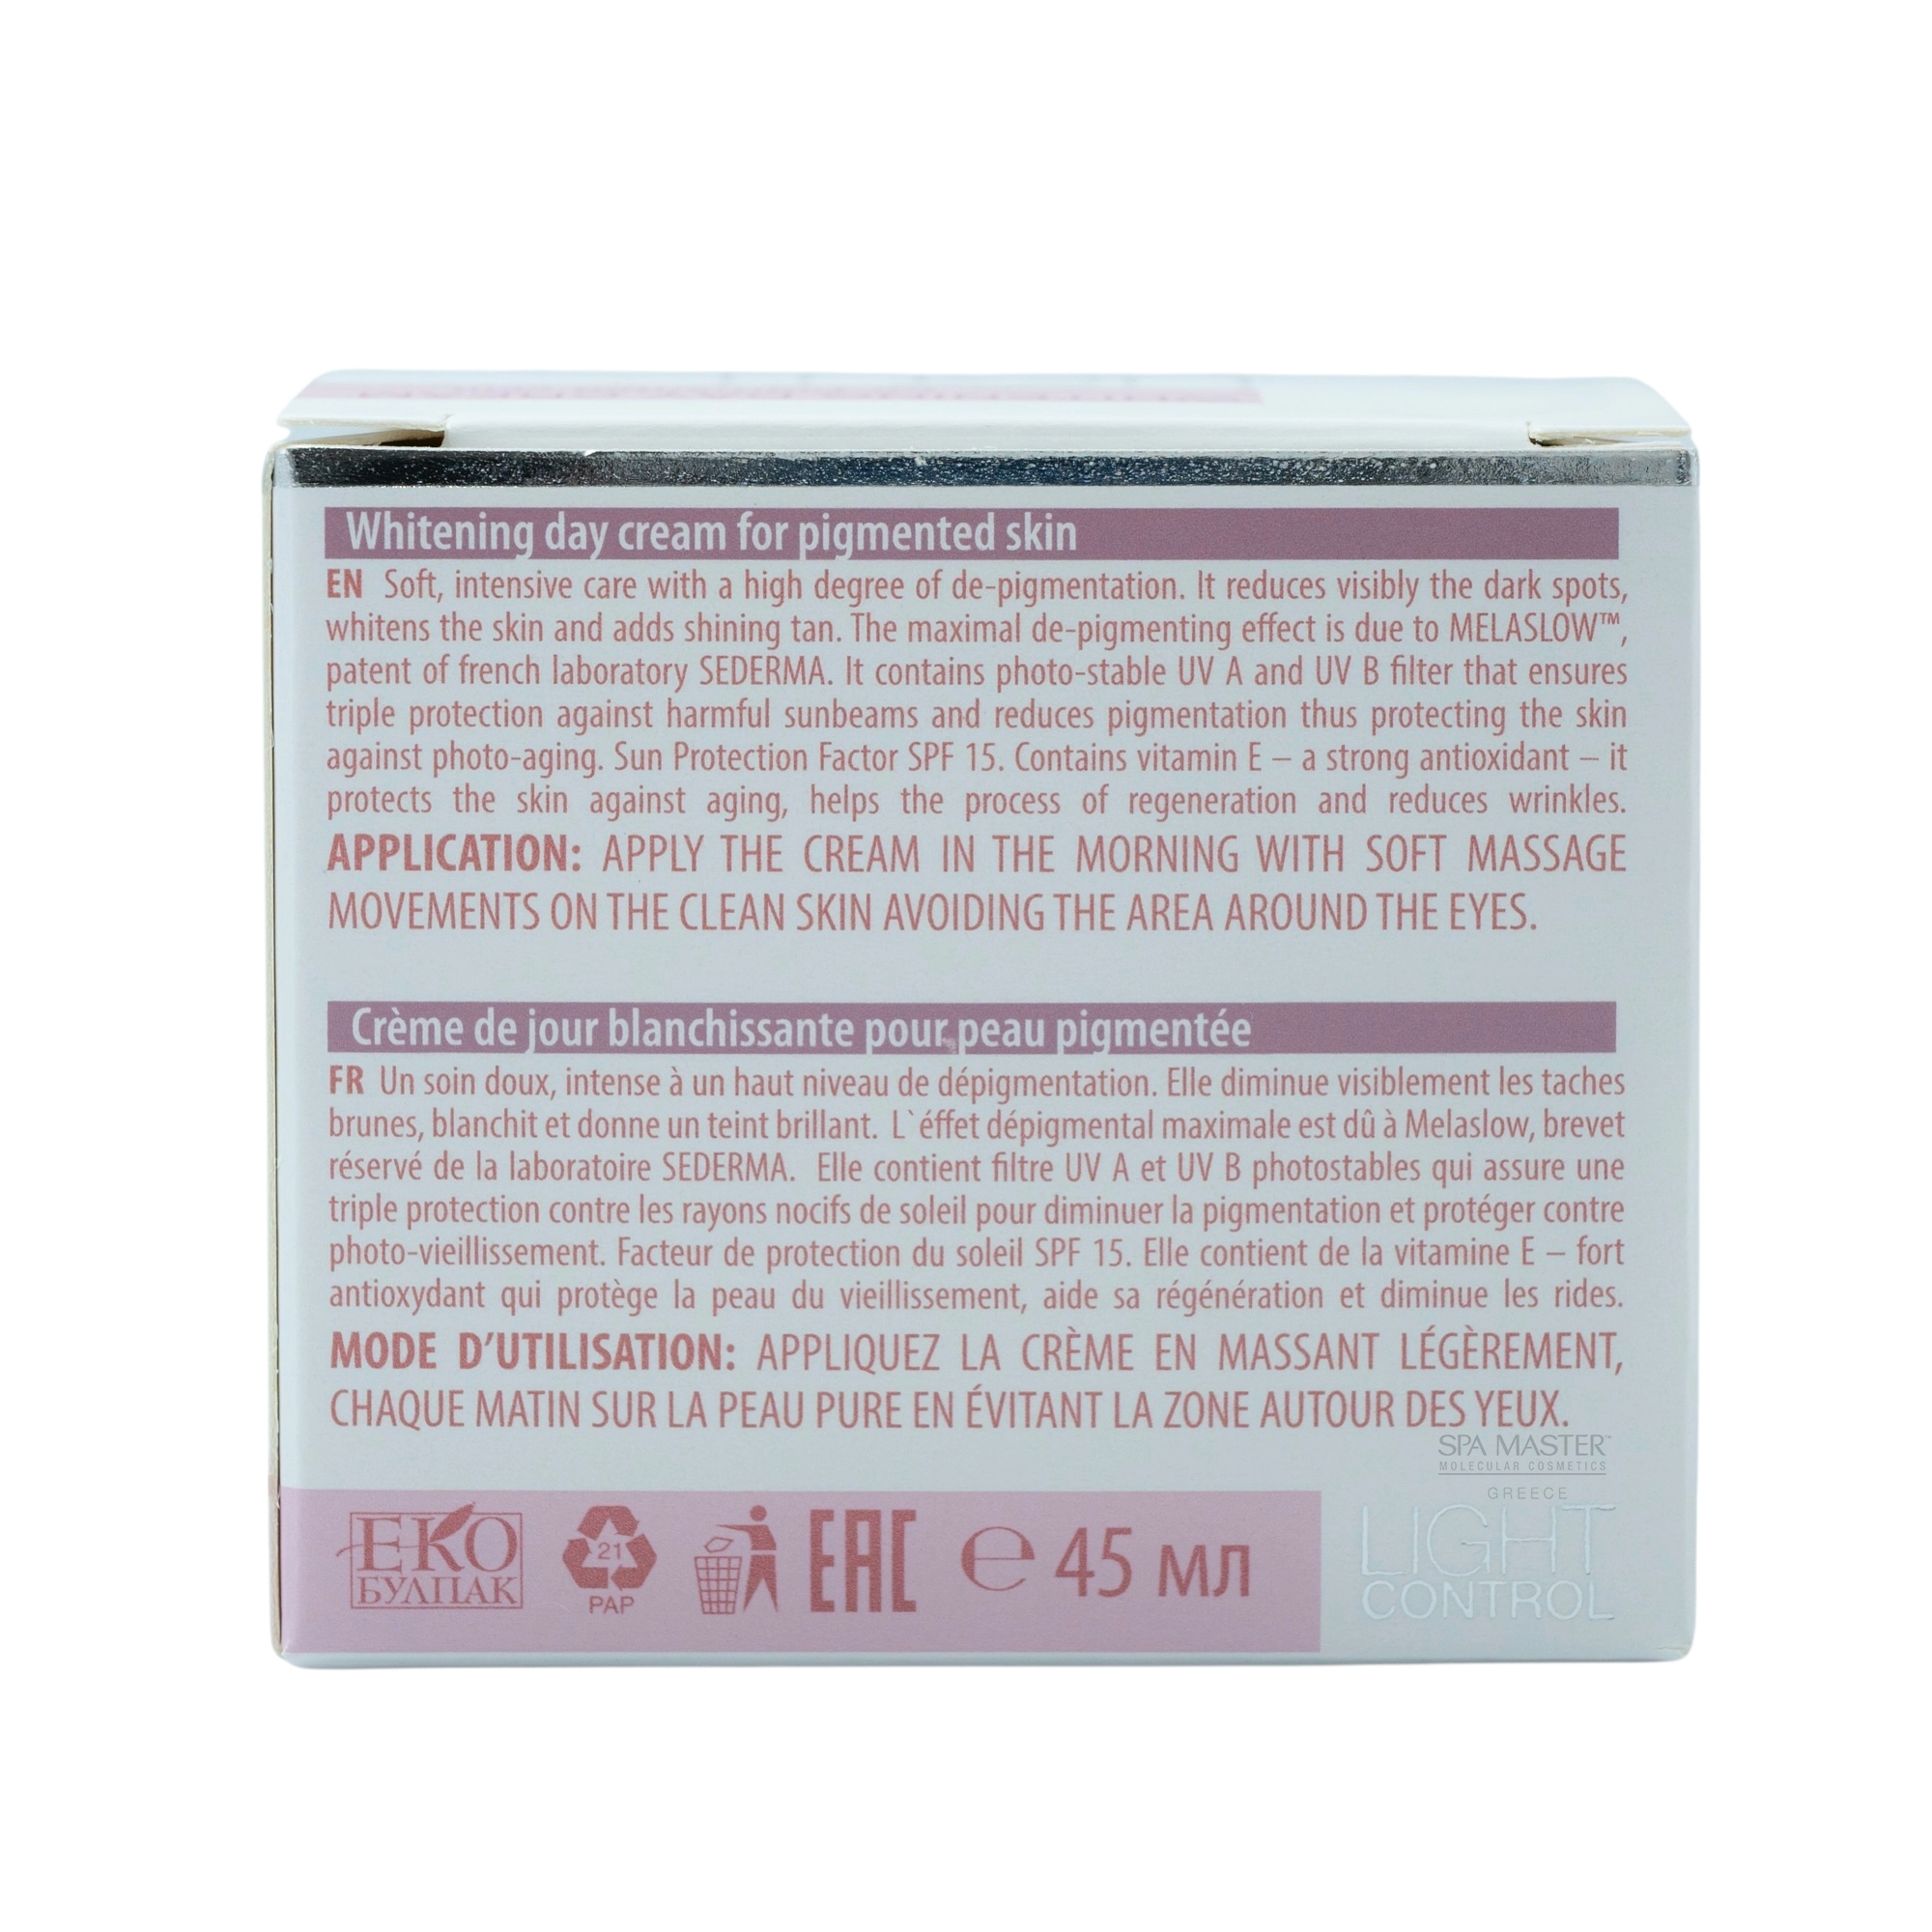 Whitening day cream for pigmented skin
EN Soft, intensive care with a high degree of de-pigmentation. It reduces visibly the dark spots,
whitens the skin and adds shining tan. The maximal de-pigmenting effect is due to MELASLOW™,
patent of french laboratory SEDERMA. It contains photo-stable UV A and UV B filter that ensures
triple protection against harmful sunbeams and reduces pigmentation thus protecting the skin
against photo-aging. Sun Protection Factor SPF 15. Contains vitamin E – a strong antioxidant – it
protects the skin against aging, helps the process of regeneration and reduces wrinkles.
APPLICATION: APPLY THE CREAM IN THE MORNING WITH SOFT MASSAGE
MOVEMENTS ON THE CLEAN SKIN AVOIDING THE AREA AROUND THE EYES.
Crème de jour blanchissante pour peau pigmentée
FR Un soin doux, intense à un haut niveau de dépigmentation. Elle diminue visiblement les taches
brunes, blanchit et donne un teint brillant. L`éffet dépigmental maximale est dû à Melaslow, brevet
réservé de la laboratoire SEDERMA. Elle contient filtre UV A et UV B photostables qui assure une
triple protection contre les rayons nocifs de soleil pour diminuer la pigmentation et protéger contre
photo-vieillissement. Facteur de protection du soleil SPF 15. Elle contient de la vitamine E – fort
antioxydant qui protège la peau du vieillissement, aide sa régénération et diminue les rides.
MODE D'UTILISATION: APPLIQUEZ LA CRÈME EN MASSANT LÉGÈREMENT,
CHAQUE MATIN SUR LA PEAU PURE EN ÉVITANT LA ZONE AUTOUR DES YEUX.
SPA MASTER™
MOLECULAR COSMETICS
GREECE
LIGHT
CONTROL
ЕКО
БУЛПАК
21
PAP
EAC
℮ 45 мл